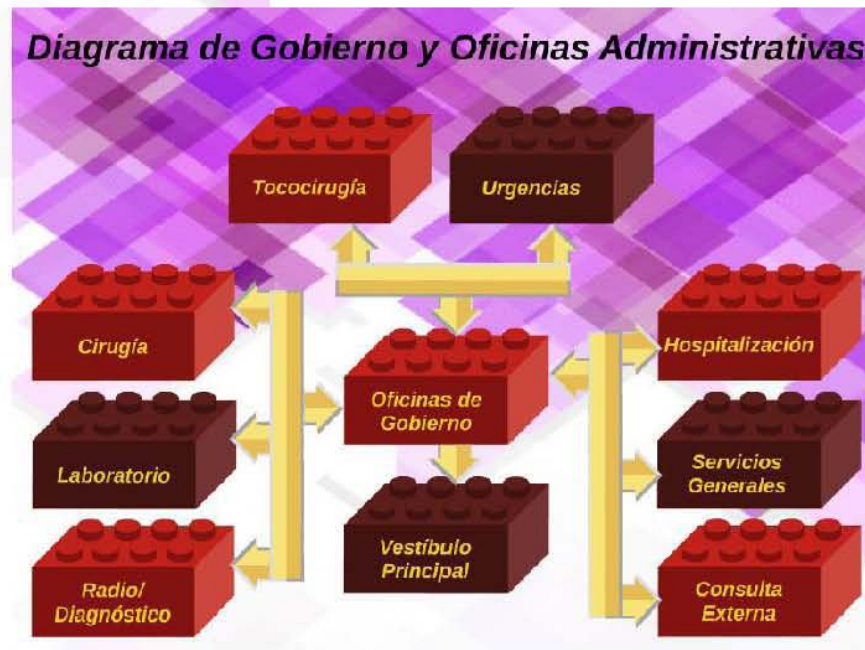 Diagrama de Gobierno y Oficinas Administrativas
Tococirugía
Urgencias
Cirugía
Hospitalización
Oficinas de
Gobierno
Laboratorio
Servicios
Generales
Vestíbulo
Principal
Radio/
Diagnóstico
Consulta
Externa